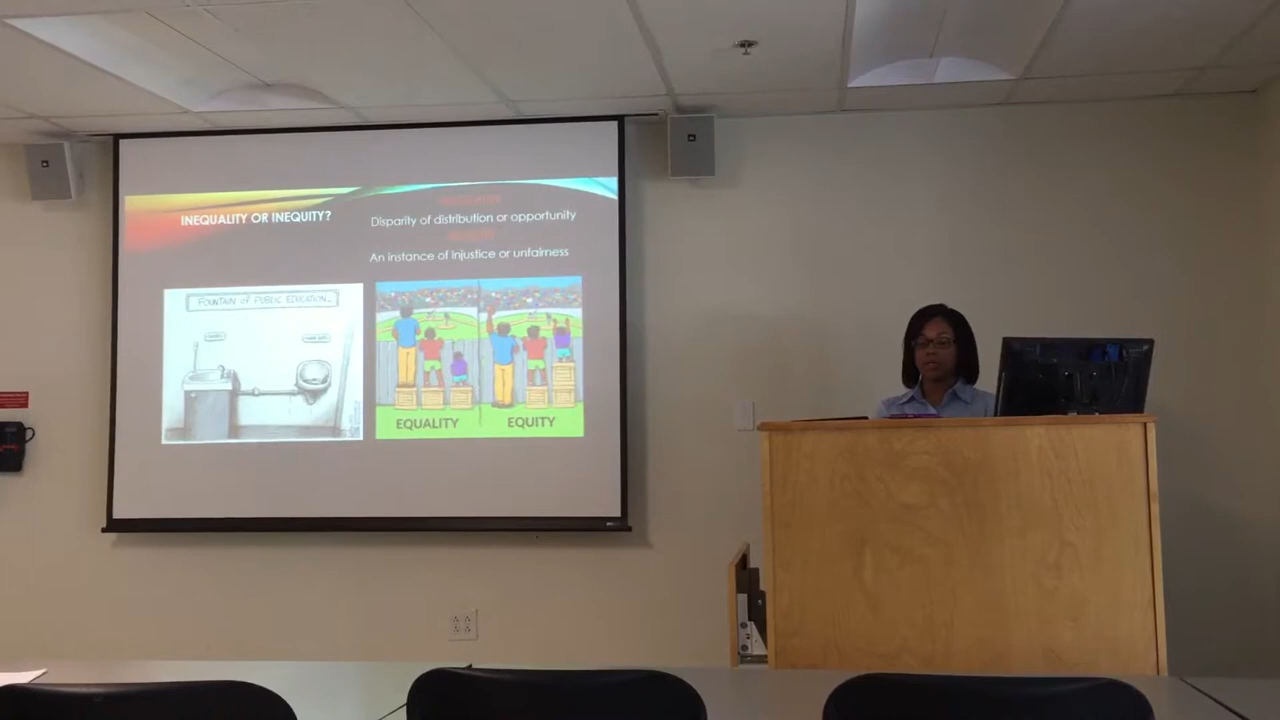 INEQUALITY OR INEQUITY?
Disparity of distribution or opportunity
An instance of injustice or unfairness
FOUNTAIN OF PUBLIC EDUCATION...
EQUALITY
EQUITY